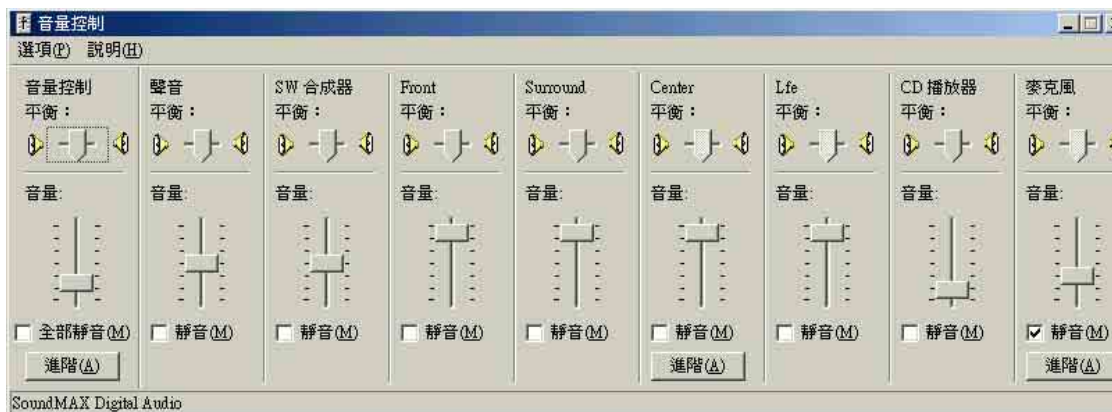 音量控制
選項(P) 說明(H)
音量控制 聲音 SW 合成器 Front Surround Center Lfe CD 播放器 麥克風
平衡： 平衡： 平衡： 平衡： 平衡： 平衡： 平衡： 平衡： 平衡：
音量: 音量: 音量: 音量: 音量: 音量: 音量: 音量: 音量:
全部靜音(M) 靜音(M) 靜音(M) 靜音(M) 靜音(M) 靜音(M) 靜音(M) 靜音(M) 靜音(M)
進階(A) 進階(A) 進階(A)
SoundMAX Digital Audio